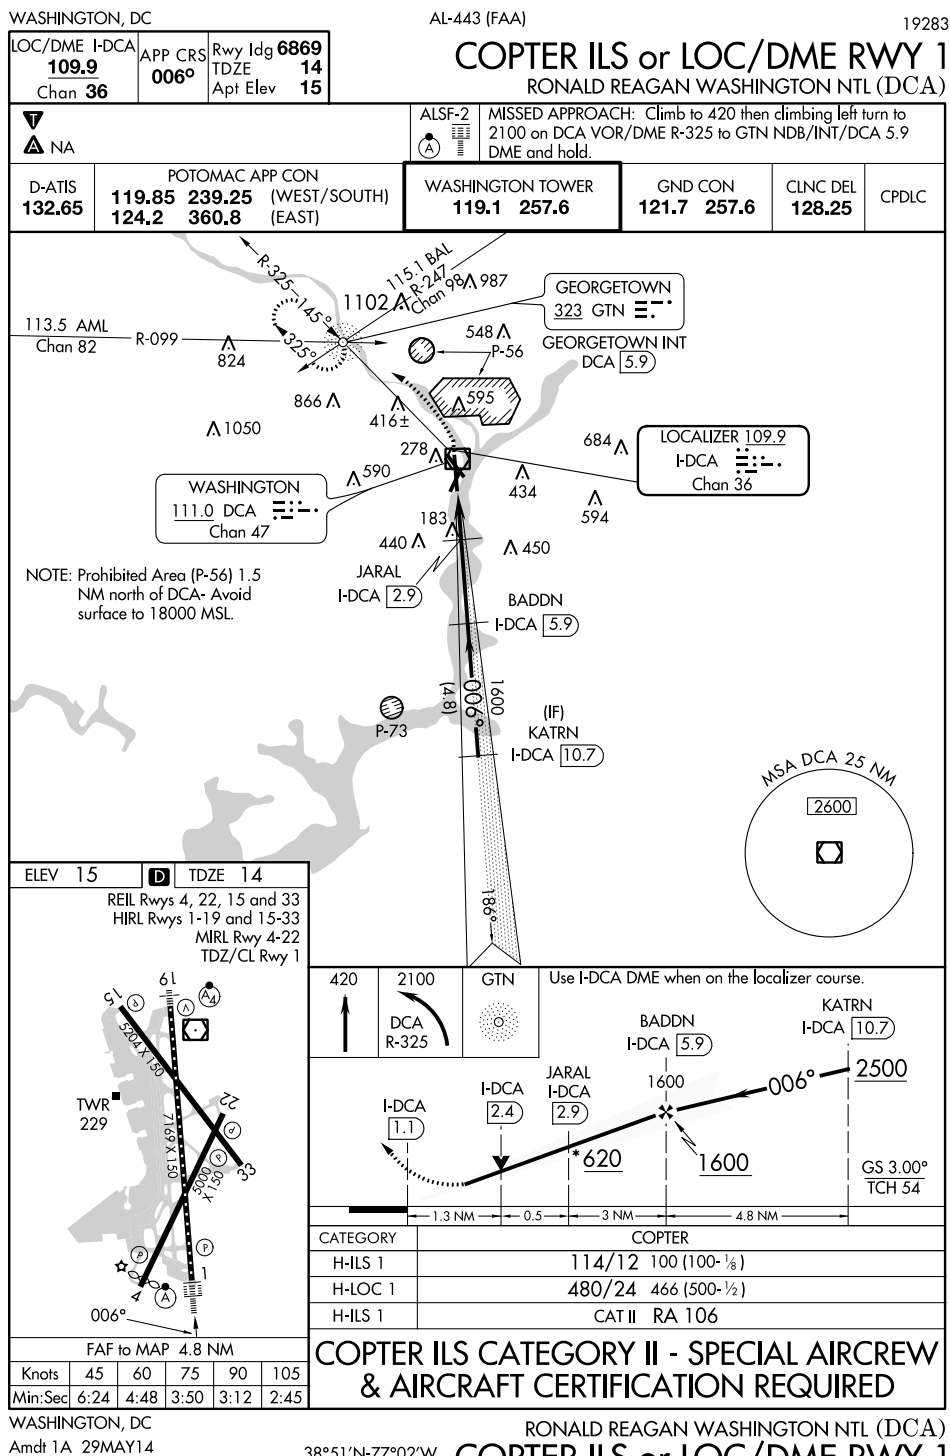 WASHINGTON, DC
AL-443 (FAA)
19283
LOC/DME I-DCA
109.9
Chan 36
APP CRS
006°
Rwy ldg 6869
TDZE 14
Apt Elev 15
COPTER ILS or LOC/DME RWY 1
RONALD REAGAN WASHINGTON NTL (DCA)
T
A NA
ALSF-2
A
MISSED APPROACH: Climb to 420 then climbing left turn to
2100 on DCA VOR/DME R-325 to GTN NDB/INT/DCA 5.9
DME and hold.
D-ATIS
132.65
POTOMAC APP CON
119.85 239.25 (WEST/SOUTH)
124.2 360.8 (EAST)
WASHINGTON TOWER
119.1 257.6
GND CON
121.7 257.6
CLNC DEL
128.25
CPDLC
R-325
145°
325°
115.1 BAL
R-247
Chan 98
987
1102
GEORGETOWN
323 GTN
GEORGETOWN INT
DCA 5.9
113.5 AML
Chan 82
R-099
824
548
P-56
866
416±
595
1050
278
684
LOCALIZER 109.9
I-DCA
Chan 36
590
434
594
WASHINGTON
111.0 DCA
Chan 47
183
440
450
JARAL
I-DCA 2.9
NOTE: Prohibited Area (P-56) 1.5
NM north of DCA- Avoid
surface to 18000 MSL.
BADDN
I-DCA 5.9
1600
006°
(4.8)
P-73
(IF)
KATRN
I-DCA 10.7
186°
MSA DCA 25 NM
2600
ELEV 15
D
TDZE 14
REIL Rwys 4, 22, 15 and 33
HIRL Rwys 1-19 and 15-33
MIRL Rwy 4-22
TDZ/CL Rwy 1
15
19
P
V
A4
5204 X 150
TWR
229
22
P
7169 X 150
P
5000
X 150
33
P
P
4
A
1
006°
FAF to MAP 4.8 NM
Knots 45 60 75 90 105
Min:Sec 6:24 4:48 3:50 3:12 2:45
420
2100
DCA
R-325
GTN
Use I-DCA DME when on the localizer course.
KATRN
I-DCA 10.7
BADDN
I-DCA 5.9
JARAL
I-DCA
2.9
I-DCA
2.4
I-DCA
1.1
1600
006°
2500
*620
1600
GS 3.00°
TCH 54
1.3 NM 0.5 3 NM 4.8 NM
CATEGORY COPTER
H-ILS 1 114/12 100 (100-⅛)
H-LOC 1 480/24 466 (500-½)
H-ILS 1 CAT II RA 106
COPTER ILS CATEGORY II - SPECIAL AIRCREW
& AIRCRAFT CERTIFICATION REQUIRED
WASHINGTON, DC
Amdt 1A 29MAY14
38°51'N-77°02'W
RONALD REAGAN WASHINGTON NTL (DCA)
COPTER ILS or LOC/DME RWY 1